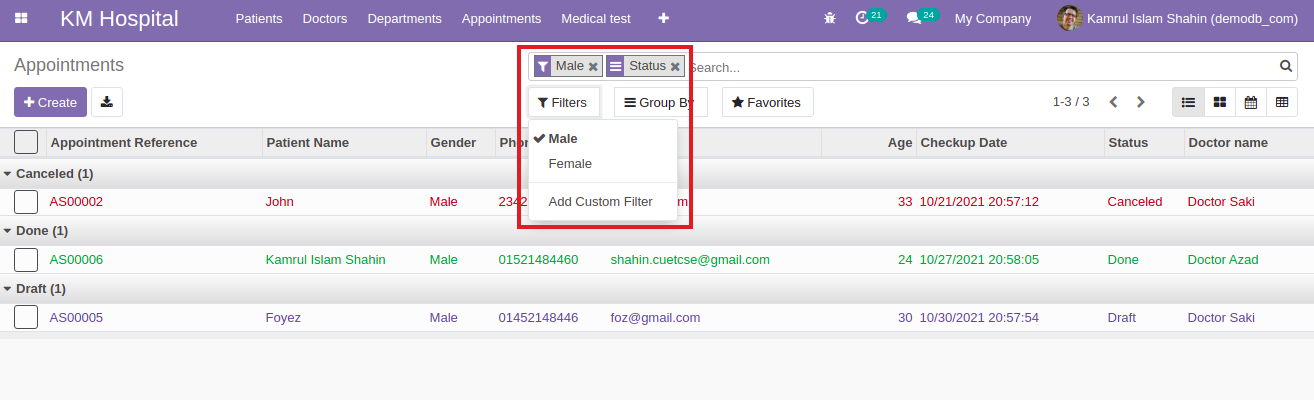 KM Hospital Patients Doctors Departments Appointments Medical test 21 24 My Company Kamrul Islam Shahin (demodb_com)
Appointments Male Status Search...
Create Filters Group By Favorites 1-3 / 3
Appointment Reference Patient Name Gender Age Checkup Date Status Doctor name
Male
Female
Add Custom Filter
Canceled (1)
AS00002 John Male 2342 33 10/21/2021 20:57:12 Canceled Doctor Saki
Done (1)
AS00006 Kamrul Islam Shahin Male 01521484460 shahin.cuetcse@gmail.com 24 10/27/2021 20:58:05 Done Doctor Azad
Draft (1)
AS00005 Foyez Male 01452148446 foz@gmail.com 30 10/30/2021 20:57:54 Draft Doctor Saki